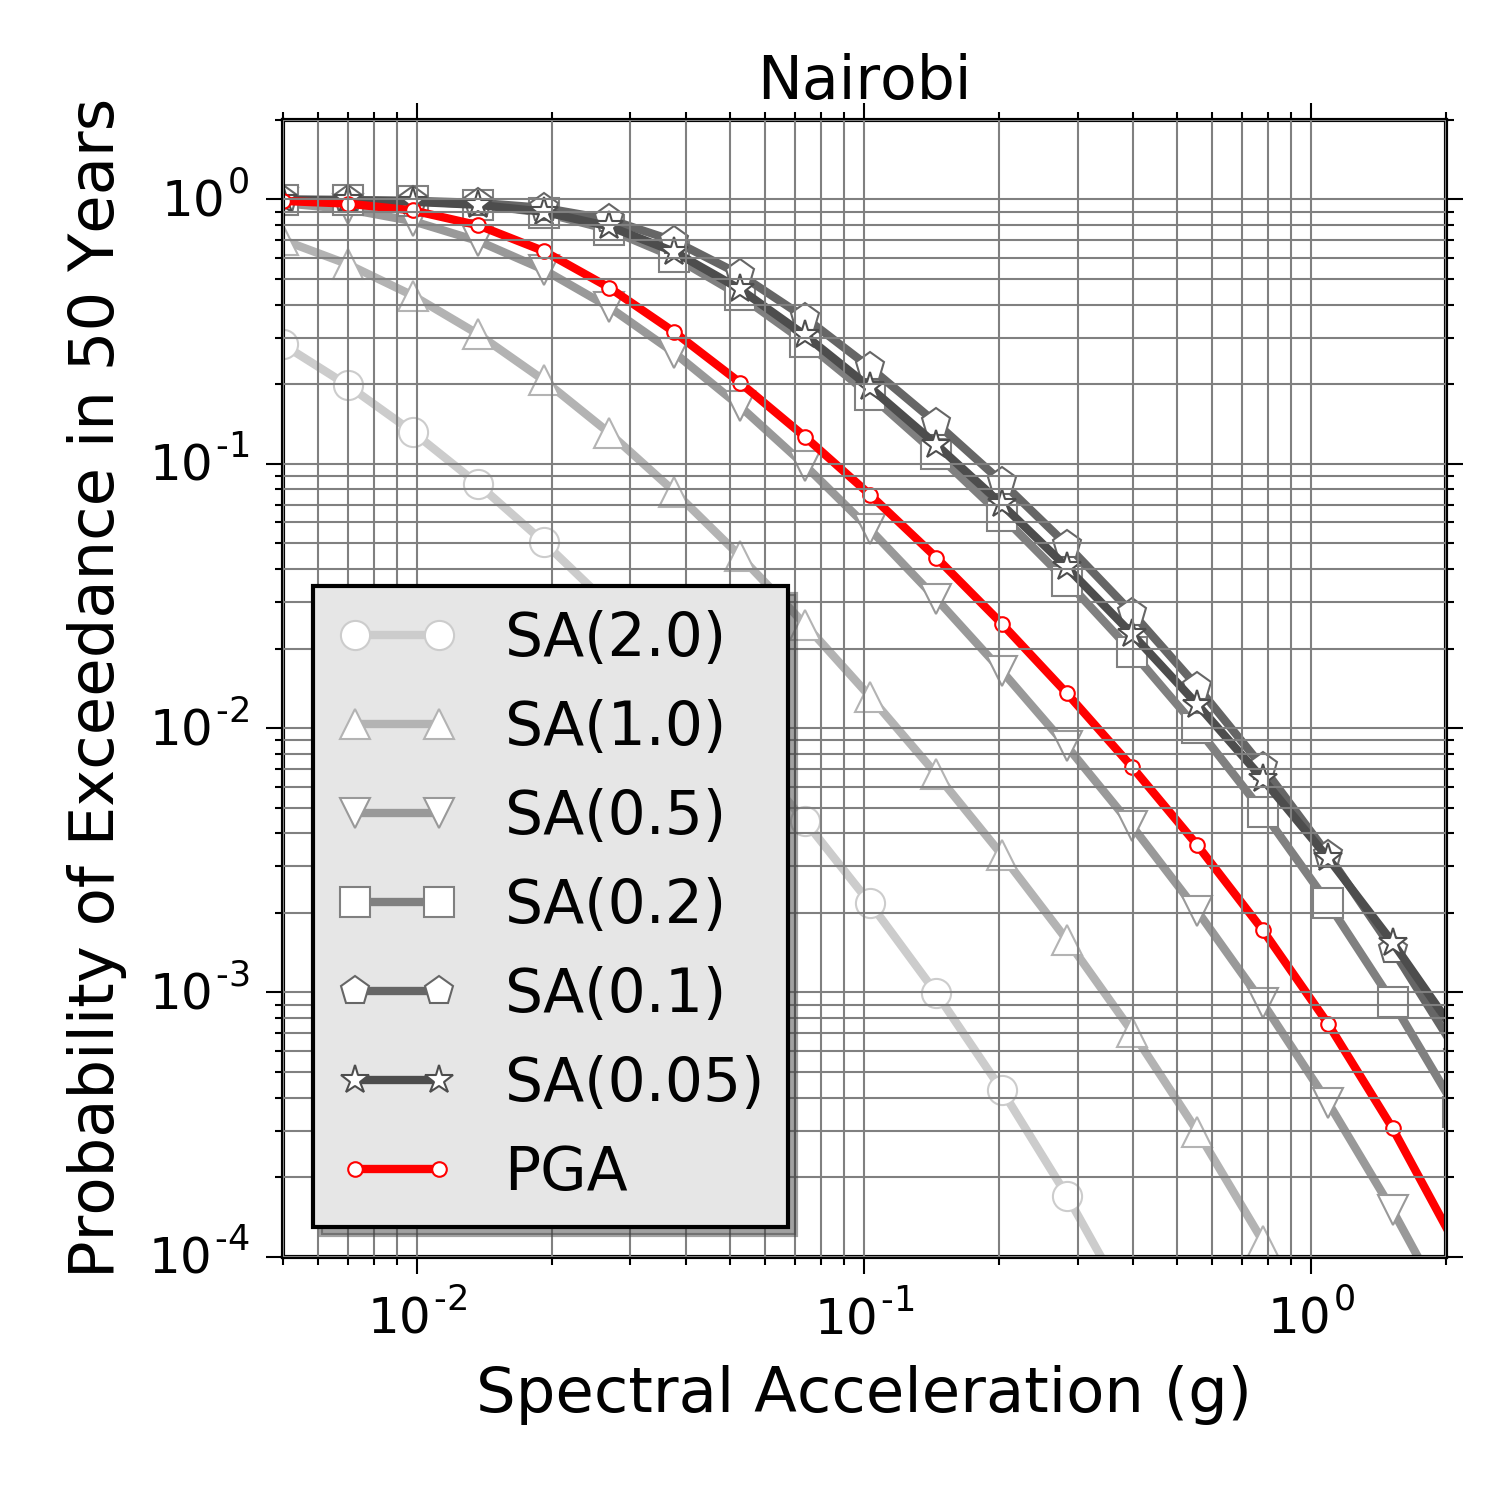 Nairobi
Probability of Exceedance in 50 Years
10^0
10^-1
10^-2
10^-3
10^-4
SA(2.0)
SA(1.0)
SA(0.5)
SA(0.2)
SA(0.1)
SA(0.05)
PGA
10^-2 10^-1 10^0
Spectral Acceleration (g)